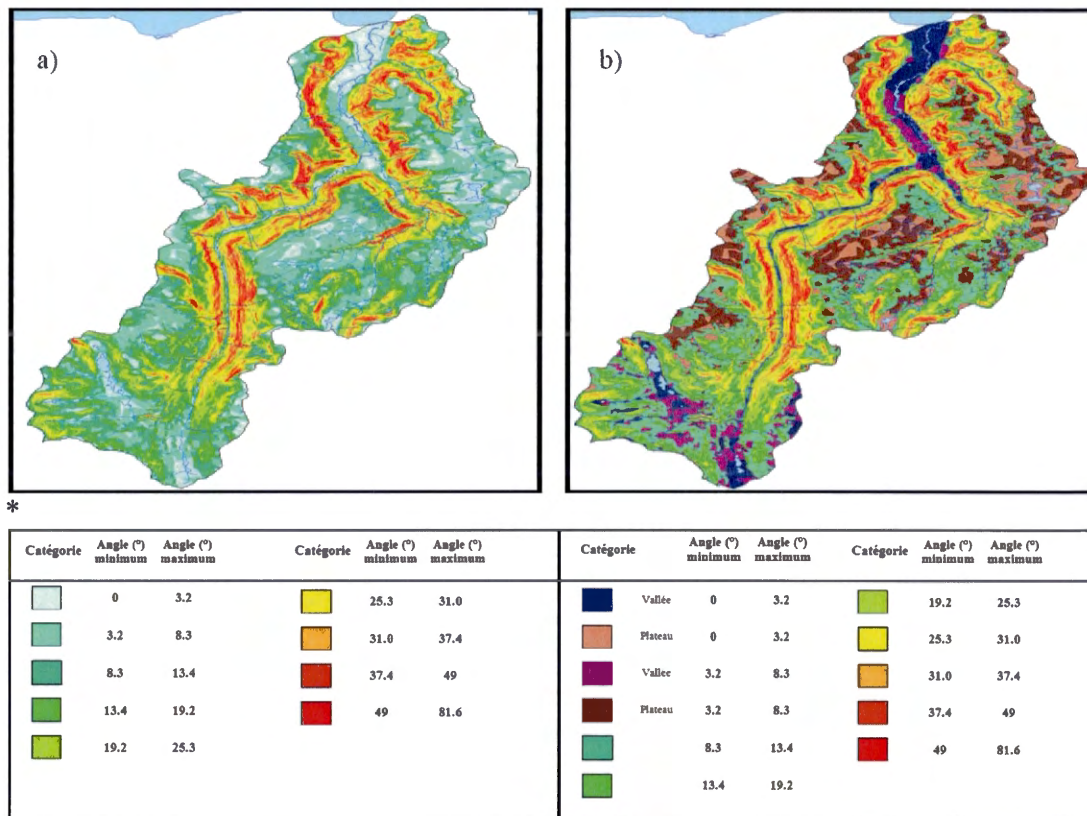 a)
b)
*
Catégorie Angle (°) minimum Angle (°) maximum Catégorie Angle (°) minimum Angle (°) maximum
0 3.2 25.3 31.0
3.2 8.3 31.0 37.4
8.3 13.4 37.4 49
13.4 19.2 49 81.6
19.2 25.3
Catégorie Angle (°) minimum Angle (°) maximum Catégorie Angle (°) minimum Angle (°) maximum
Vallée 0 3.2 19.2 25.3
Plateau 0 3.2 25.3 31.0
Vallee 3.2 8.3 31.0 37.4
Plateau 3.2 8.3 37.4 49
8.3 13.4 49 81.6
13.4 19.2